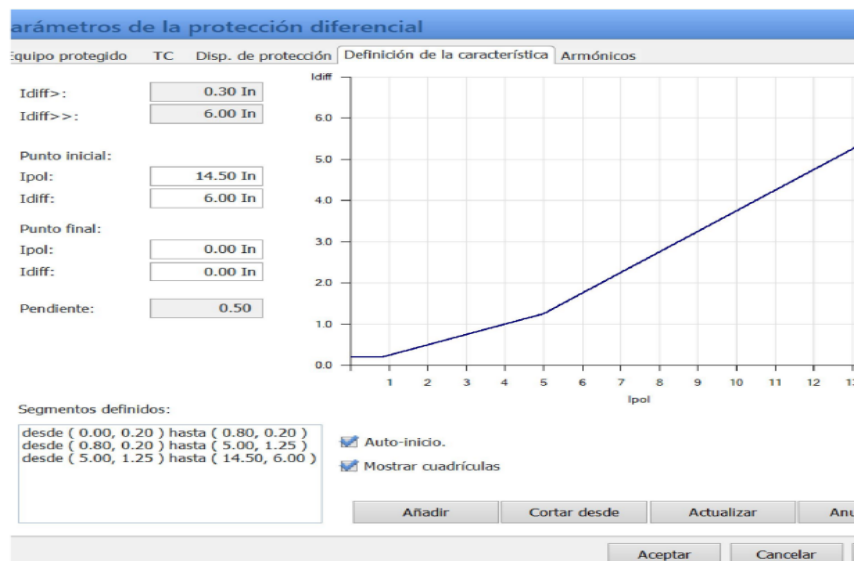 arámetros de la protección diferencial
Equipo protegido TC Disp. de protección Definición de la característica Armónicos
Idiff>: 0.30 In
Idiff>>: 6.00 In
Punto inicial:
Ipol: 14.50 In
Idiff: 6.00 In
Punto final:
Ipol: 0.00 In
Idiff: 0.00 In
Pendiente: 0.50
Idiff
6.0
5.0
4.0
3.0
2.0
1.0
0.0
1 2 3 4 5 6 7 8 9 10 11 12 13
Ipol
Segmentos definidos:
desde ( 0.00, 0.20 ) hasta ( 0.80, 0.20 )
desde ( 0.80, 0.20 ) hasta ( 5.00, 1.25 )
desde ( 5.00, 1.25 ) hasta ( 14.50, 6.00 )
Auto-inicio.
Mostrar cuadrículas
Añadir Cortar desde Actualizar Anu
Aceptar Cancelar